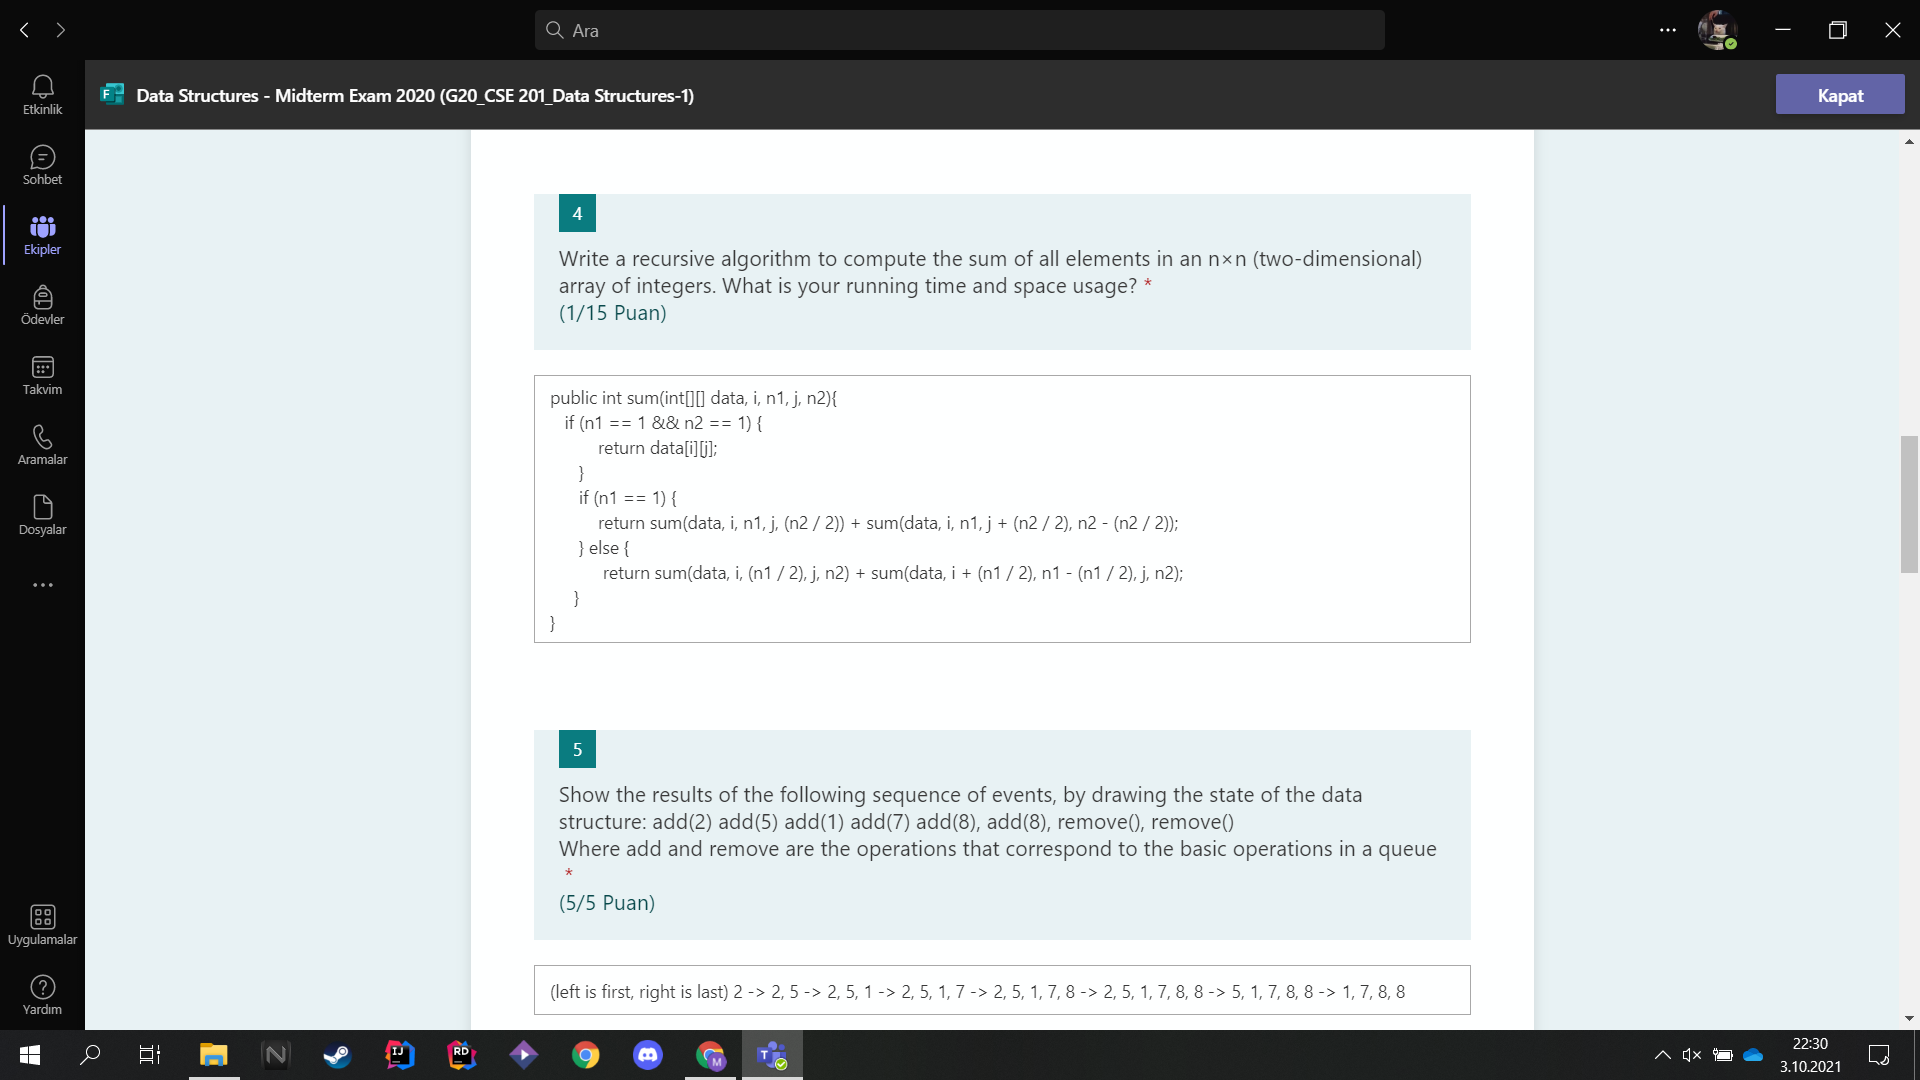 Ara
Data Structures - Midterm Exam 2020 (G20_CSE 201_Data Structures-1)
Kapat
Etkinlik
Sohbet
Ekipler
Ödevler
Takvim
Aramalar
Dosyalar
Uygulamalar
Yardım
4
Write a recursive algorithm to compute the sum of all elements in an n×n (two-dimensional)
array of integers. What is your running time and space usage? *
(1/15 Puan)
public int sum(int[][] data, i, n1, j, n2){
if (n1 == 1 && n2 == 1) {
return data[i][j];
}
if (n1 == 1) {
return sum(data, i, n1, j, (n2 / 2)) + sum(data, i, n1, j + (n2 / 2), n2 - (n2 / 2));
} else {
return sum(data, i, (n1 / 2), j, n2) + sum(data, i + (n1 / 2), n1 - (n1 / 2), j, n2);
}
}
5
Show the results of the following sequence of events, by drawing the state of the data
structure: add(2) add(5) add(1) add(7) add(8), add(8), remove(), remove()
Where add and remove are the operations that correspond to the basic operations in a queue
*
(5/5 Puan)
(left is first, right is last) 2 -> 2, 5 -> 2, 5, 1 -> 2, 5, 1, 7 -> 2, 5, 1, 7, 8 -> 2, 5, 1, 7, 8, 8 -> 5, 1, 7, 8, 8 -> 1, 7, 8, 8
22:30
3.10.2021